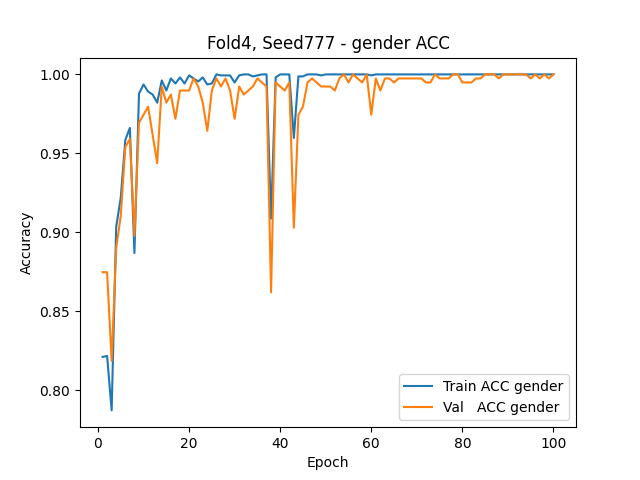 Fold4, Seed777 - gender ACC
1.00
0.95
0.90
0.85
0.80
Accuracy
0
20
40
60
80
100
Epoch
Train ACC gender
Val   ACC gender